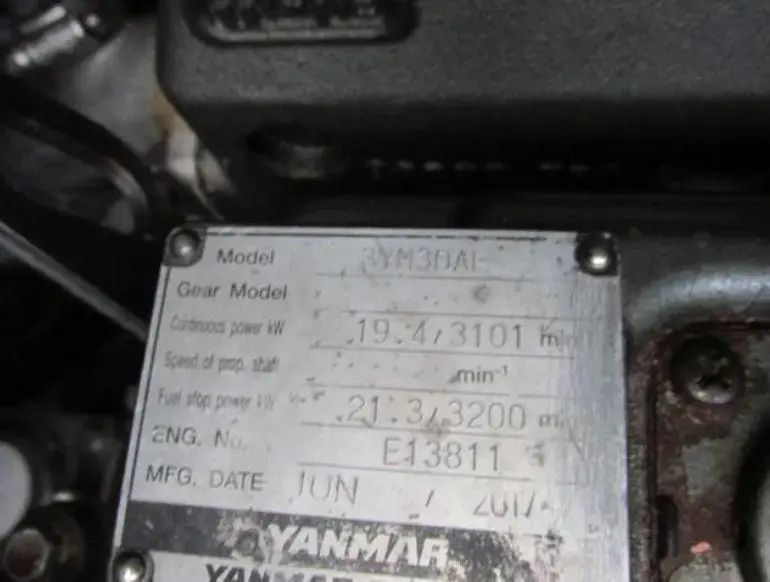 Model 3YM30AE
Gear Model
Continuous power kW 19.4/3101 min
Speed of prop. shaft min-1
Fuel stop power kW 21.3/3200 m
ENG. No. E13811
MFG. DATE JUN / 2017
YANMAR
YANMAR